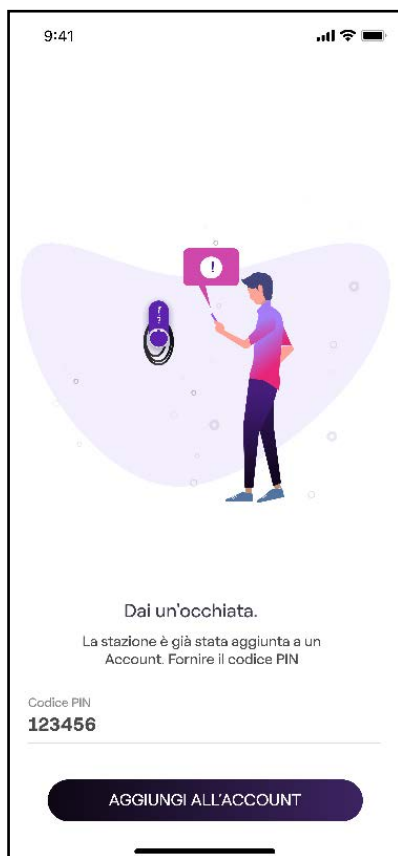 9:41
!
Dai un'occhiata.
La stazione è già stata aggiunta a un
Account. Fornire il codice PIN
Codice PIN
123456
AGGIUNGI ALL'ACCOUNT